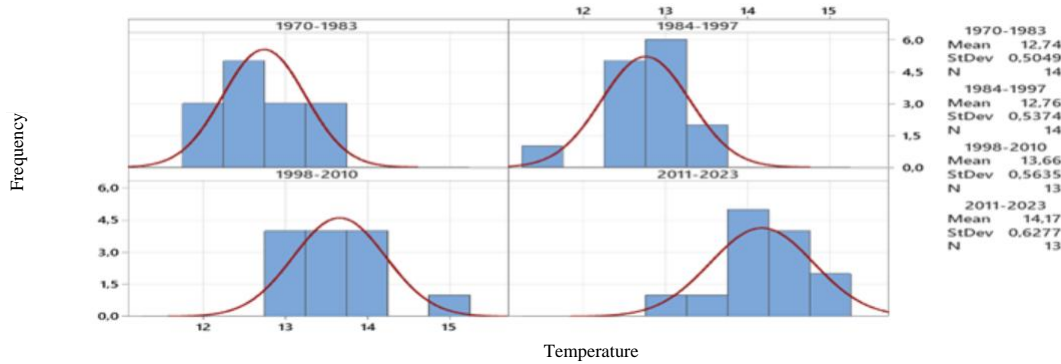 12 13 14 15
1970-1983 1984-1997
6,0
4,5
3,0
1,5
0,0
1998-2010 2011-2023
6,0
4,5
3,0
1,5
0,0
12 13 14 15
Frequency
Temperature
1970-1983
Mean 12,74
StDev 0,5049
N 14
1984-1997
Mean 12,76
StDev 0,5374
N 14
1998-2010
Mean 13,66
StDev 0,5635
N 13
2011-2023
Mean 14,17
StDev 0,6277
N 13